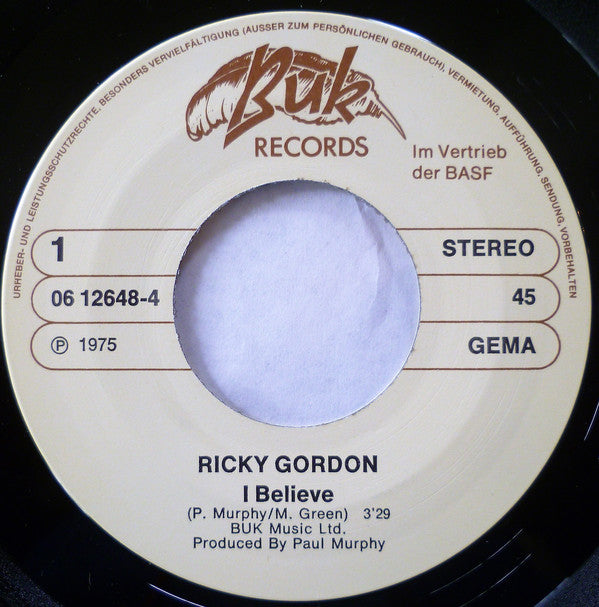 URHEBER- UND LEISTUNGSSCHUTZRECHTE, BESONDERS VERVIELFÄLTIGUNG (AUSSER ZUM PERSÖNLICHEN GEBRAUCH), VERMIETUNG, AUFFÜHRUNG, SENDUNG, VORBEHALTEN
Buk
RECORDS
Im Vertrieb
der BASF
1
STEREO
06 12648-4
45
℗ 1975
GEMA
RICKY GORDON
I Believe
(P. Murphy/M. Green) 3'29
BUK Music Ltd.
Produced By Paul Murphy